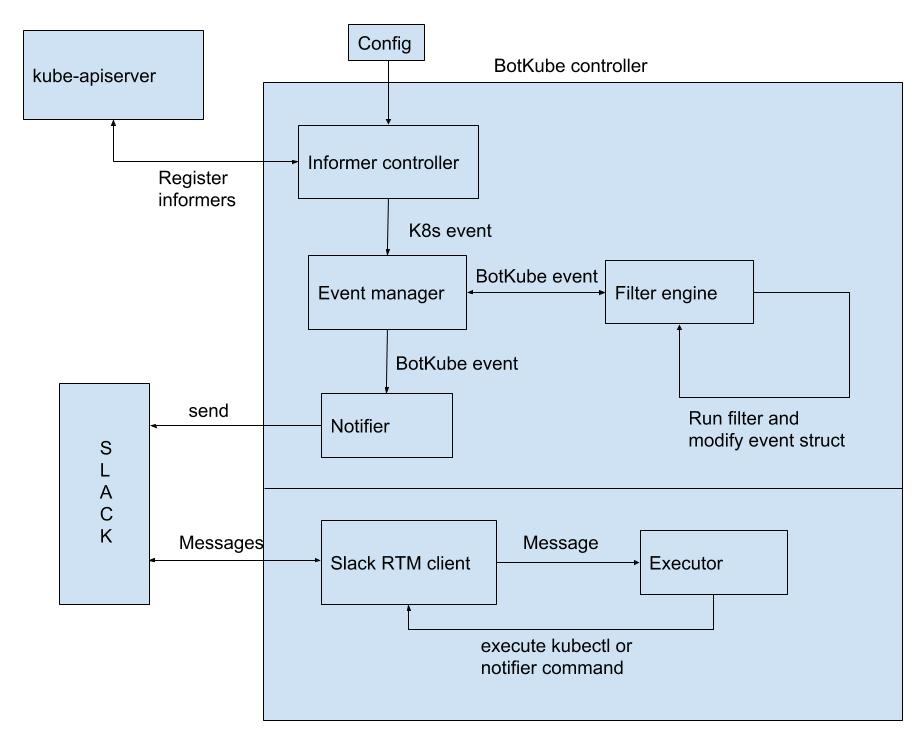 Config
kube-apiserver
BotKube controller
Informer controller
Register
informers
K8s event
Event manager
BotKube event
Filter engine
BotKube event
send
Notifier
Run filter and
modify event struct
S
L
A
C
K
Messages
Slack RTM client
Message
Executor
execute kubectl or
notifier command